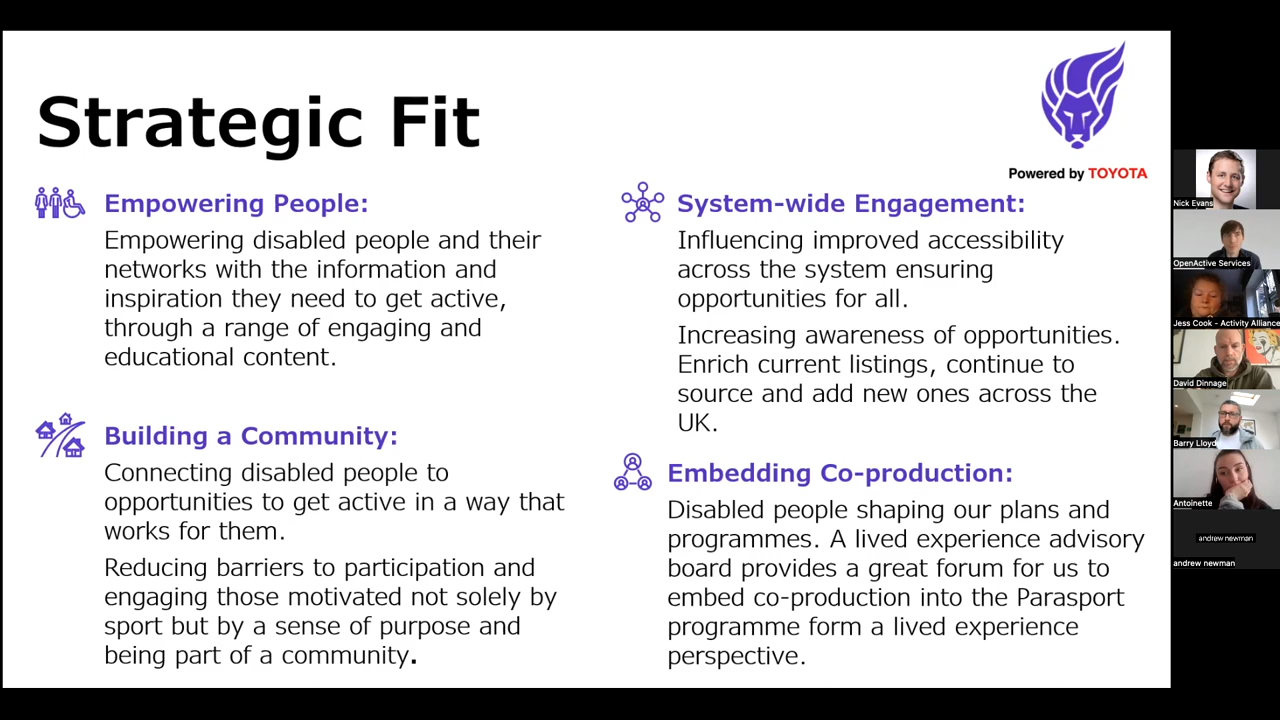 Strategic Fit
Powered by TOYOTA
Empowering People:
Empowering disabled people and their
networks with the information and
inspiration they need to get active,
through a range of engaging and
educational content.
Building a Community:
Connecting disabled people to
opportunities to get active in a way that
works for them.
Reducing barriers to participation and
engaging those motivated not solely by
sport but by a sense of purpose and
being part of a community.
System-wide Engagement:
Influencing improved accessibility
across the system ensuring
opportunities for all.
Increasing awareness of opportunities.
Enrich current listings, continue to
source and add new ones across the
UK.
Embedding Co-production:
Disabled people shaping our plans and
programmes. A lived experience advisory
board provides a great forum for us to
embed co-production into the Parasport
programme form a lived experience
perspective.
Nick Evans
OpenActive Services
Jess Cook - Activity Alliance
David Dinnage
Barry Lloyd
Antoinette
andrew newman
andrew newman